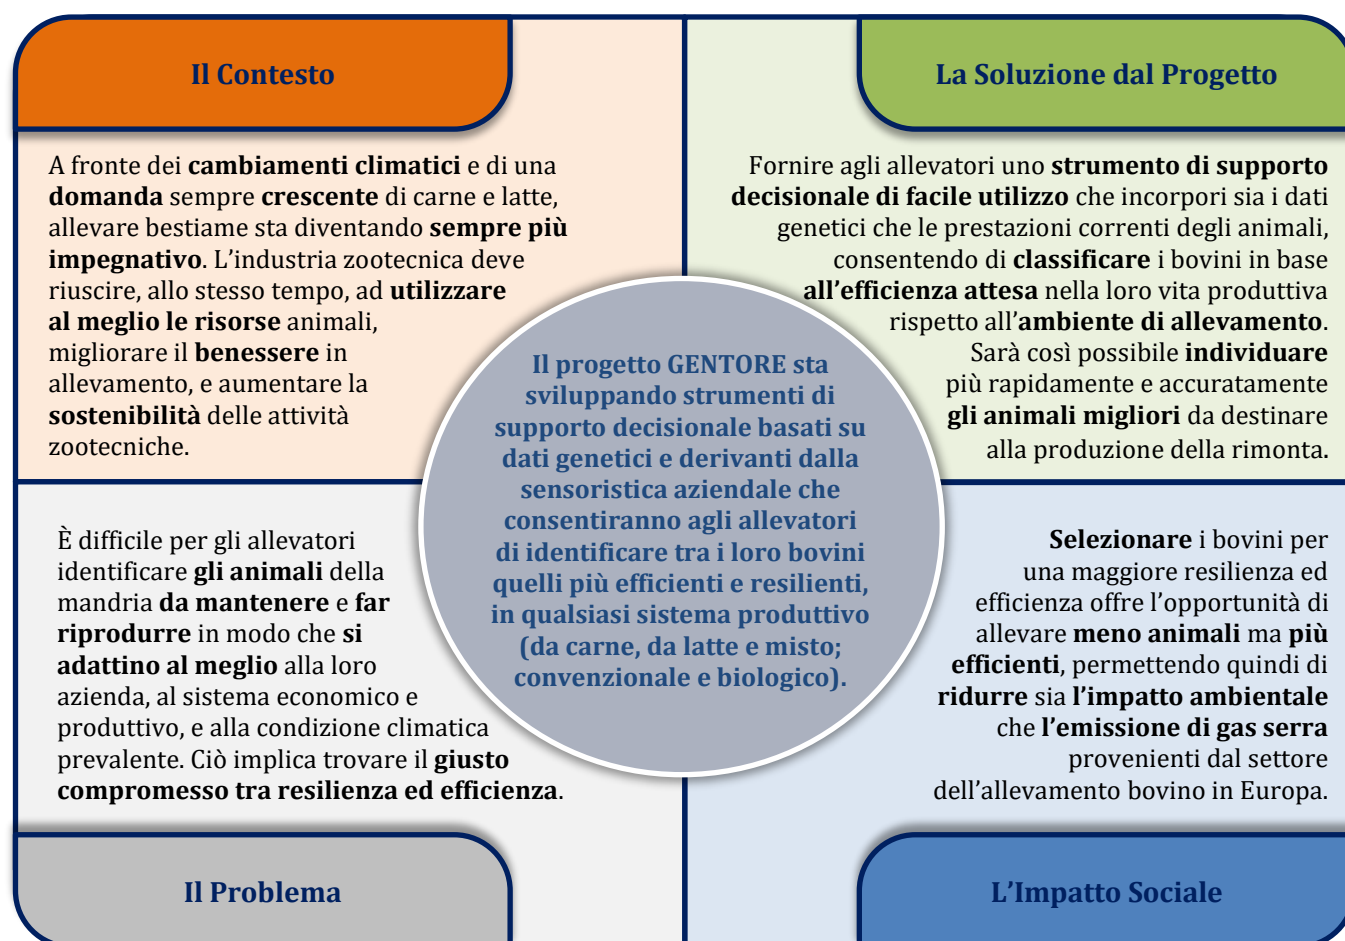 Il Contesto
A fronte dei cambiamenti climatici e di una
domanda sempre crescente di carne e latte,
allevare bestiame sta diventando sempre più
impegnativo. L'industria zootecnica deve
riuscire, allo stesso tempo, ad utilizzare
al meglio le risorse animali,
migliorare il benessere in
allevamento, e aumentare la
sostenibilità delle attività
zootecniche.
La Soluzione dal Progetto
Fornire agli allevatori uno strumento di supporto
decisionale di facile utilizzo che incorpori sia i dati
genetici che le prestazioni correnti degli animali,
consentendo di classificare i bovini in base
all'efficienza attesa nella loro vita produttiva
rispetto all'ambiente di allevamento.
Sarà così possibile individuare
più rapidamente e accuratamente
gli animali migliori da destinare
alla produzione della rimonta.
Il progetto GENTORE sta
sviluppando strumenti di
supporto decisionale basati su
dati genetici e derivanti dalla
sensoristica aziendale che
consentiranno agli allevatori
di identificare tra i loro bovini
quelli più efficienti e resilienti,
in qualsiasi sistema produttivo
(da carne, da latte e misto;
convenzionale e biologico).
È difficile per gli allevatori
identificare gli animali della
mandria da mantenere e far
riprodurre in modo che si
adattino al meglio alla loro
azienda, al sistema economico e
produttivo, e alla condizione climatica
prevalente. Ciò implica trovare il giusto
compromesso tra resilienza ed efficienza.
Il Problema
Selezionare i bovini per
una maggiore resilienza ed
efficienza offre l'opportunità di
allevare meno animali ma più
efficienti, permettendo quindi di
ridurre sia l'impatto ambientale
che l'emissione di gas serra
provenienti dal settore
dell'allevamento bovino in Europa.
L'Impatto Sociale